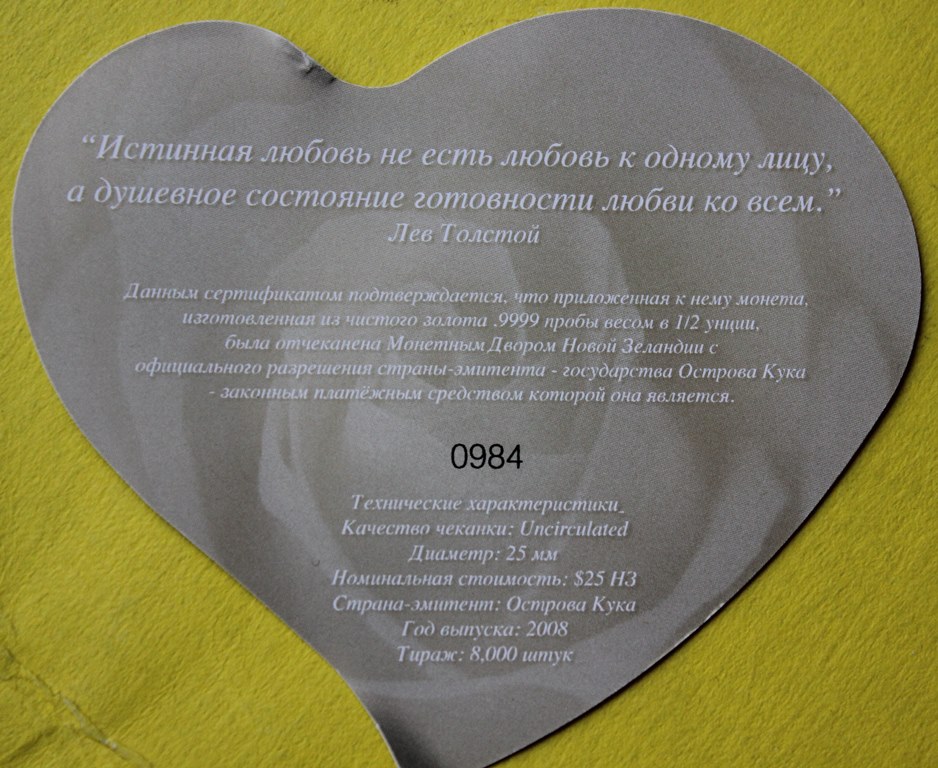 “Истинная любовь не есть любовь к одному лицу,
а душевное состояние готовности любви ко всем.”
Лев Толстой
Данным сертификатом подтверждается, что приложенная к нему монета,
изготовленная из чистого золота .9999 пробы весом в 1/2 унции,
была отчеканена Монетным Двором Новой Зеландии с
официального разрешения страны-эмитента - государства Острова Кука
- законным платёжным средством которой она является.
0984
Технические характеристики_
Качество чеканки: Uncirculated
Диаметр: 25 мм
Номинальная стоимость: $25 НЗ
Страна-эмитент: Острова Кука
Год выпуска: 2008
Тираж: 8,000 штук